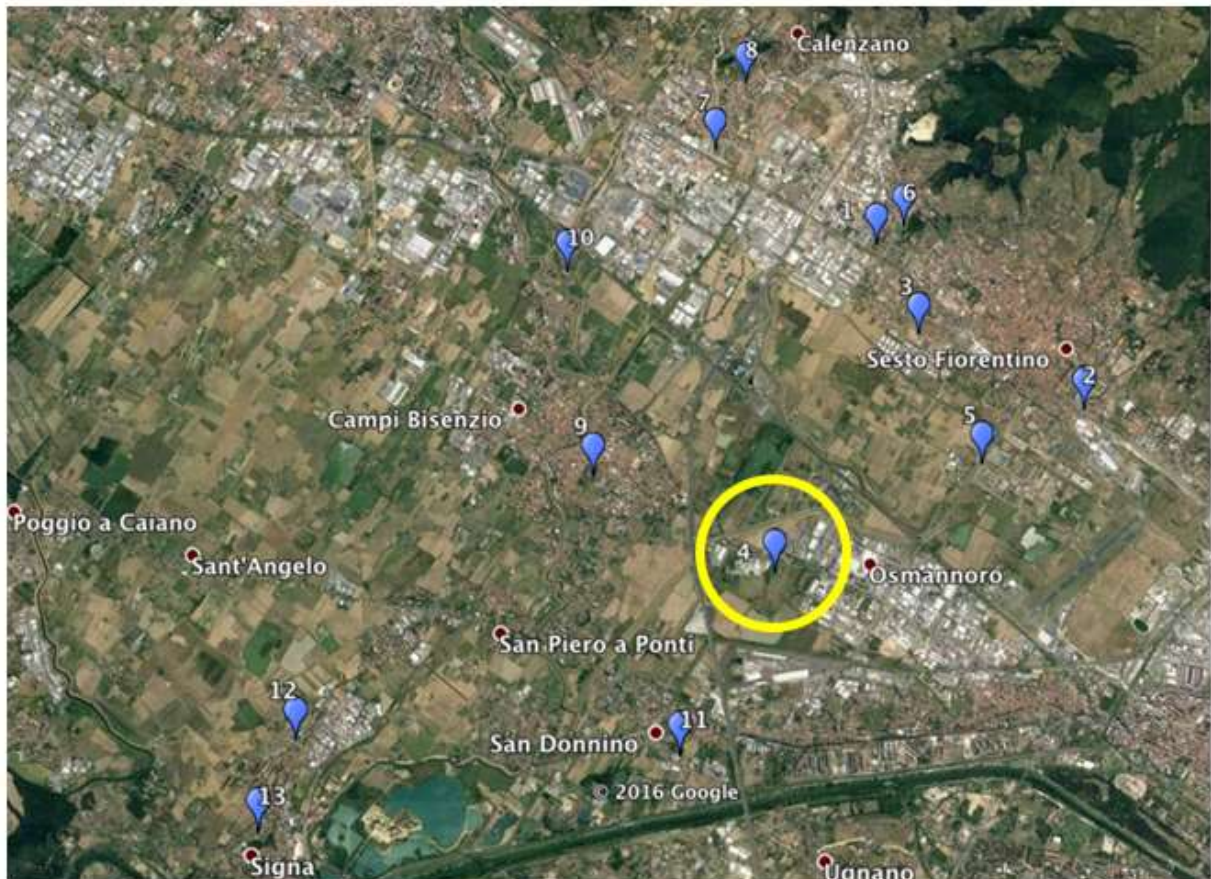 8
Calenzano
7
1
6
10
3
Sesto Fiorentino
2
Campi Bisenzio
9
5
Poggio a Caiano
Sant'Angelo
4
Osmannoro
San Piero a Ponti
12
San Donnino
11
© 2016 Google
13
Signa
Ugnano